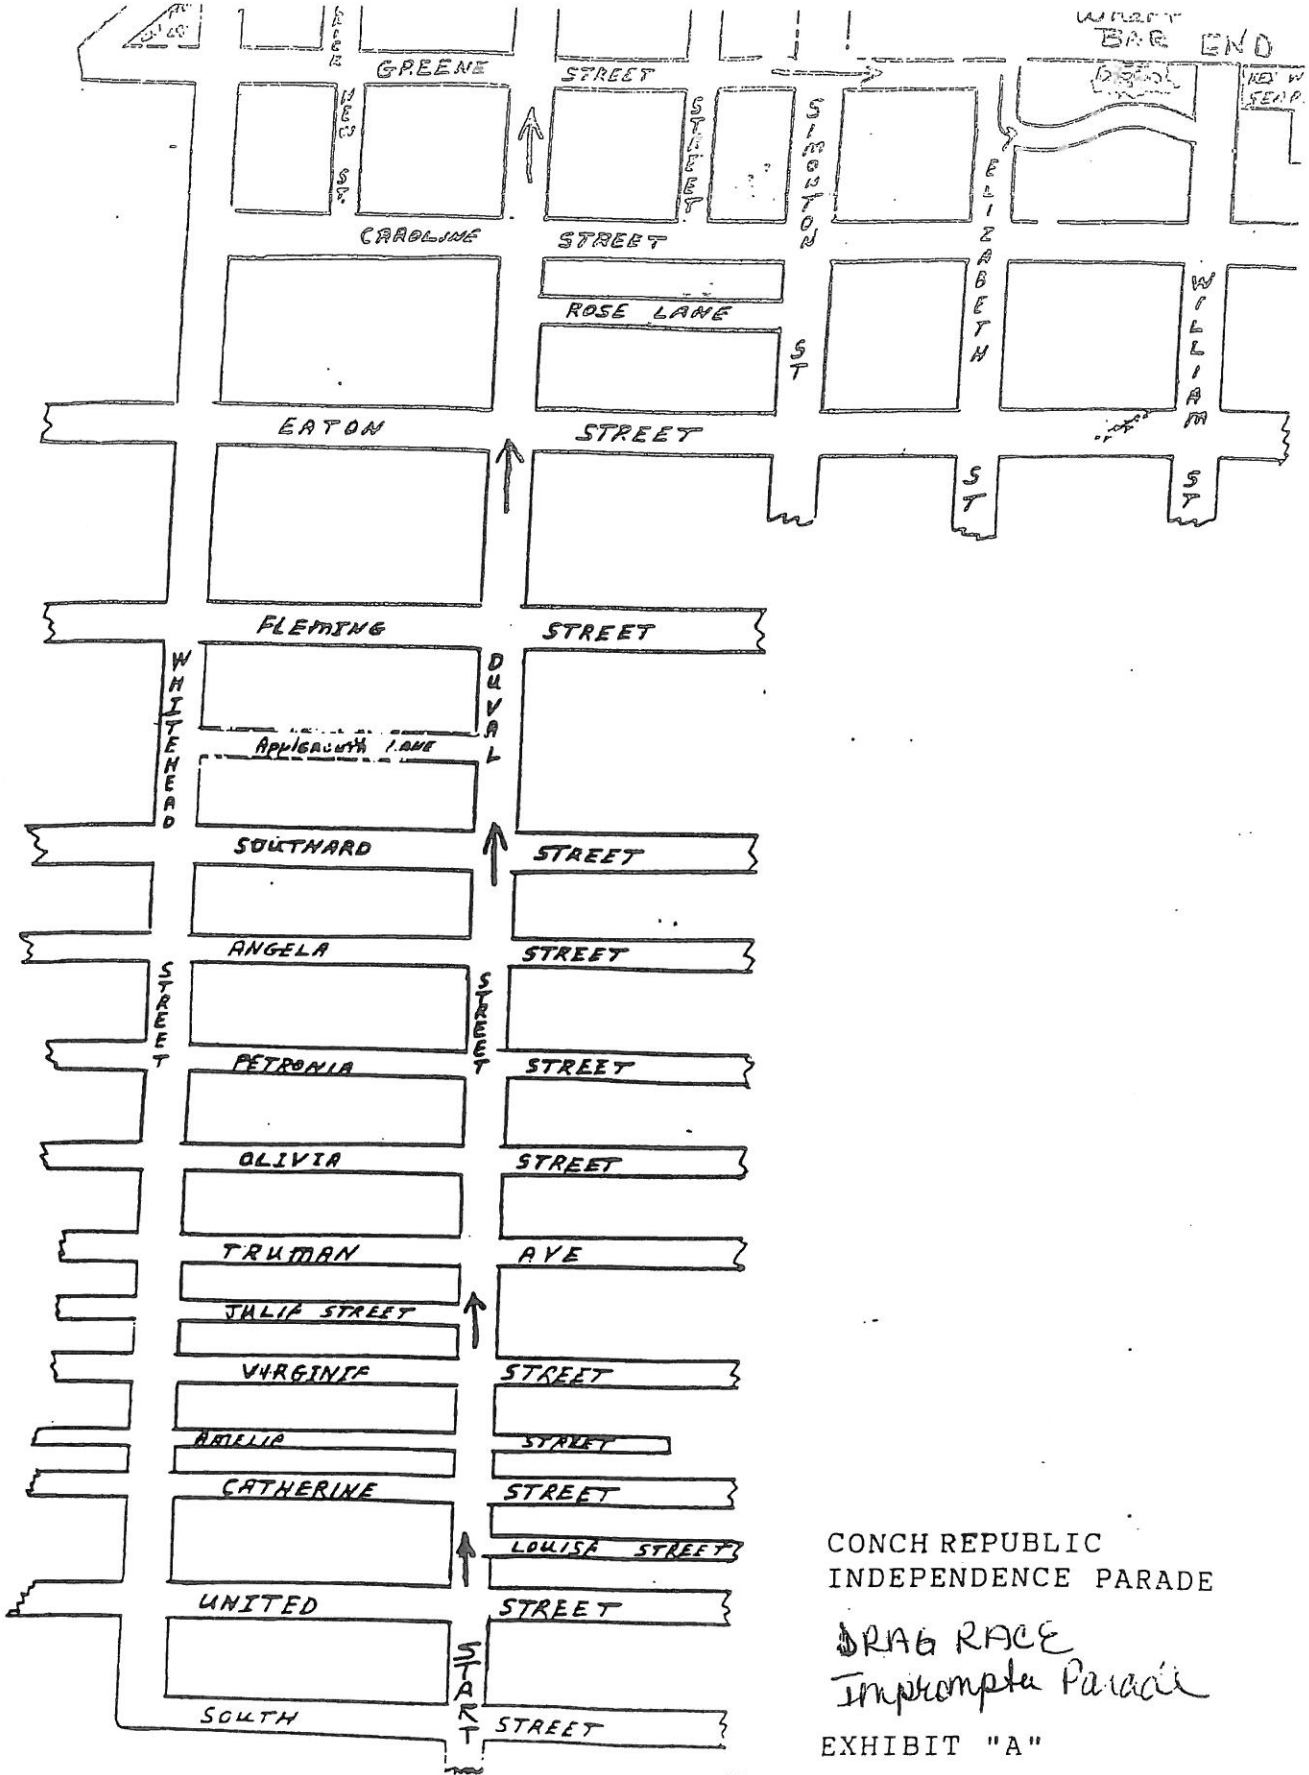 WHARF
BAR END
KEY W
SEAP.
GREENE STREET
STREET
SIMONTON
ST
ELIZABETH
ST
WILLIAM
ST
CAROLINE STREET
ROSE LANE
EATON STREET
FLEMING STREET
WHITEHEAD
STREET
DUVAL
STREET
LANE
SOUTHARD STREET
ANGELA STREET
PETRONIA STREET
OLIVIA STREET
TRUMAN AVE
JULIA STREET
VIRGINIA STREET
AMELIA STREET
CATHERINE STREET
LOUISA STREET
UNITED STREET
START
SOUTH STREET
CONCH REPUBLIC
INDEPENDENCE PARADE
DRAG RACE
Impromptu Parade
EXHIBIT "A"